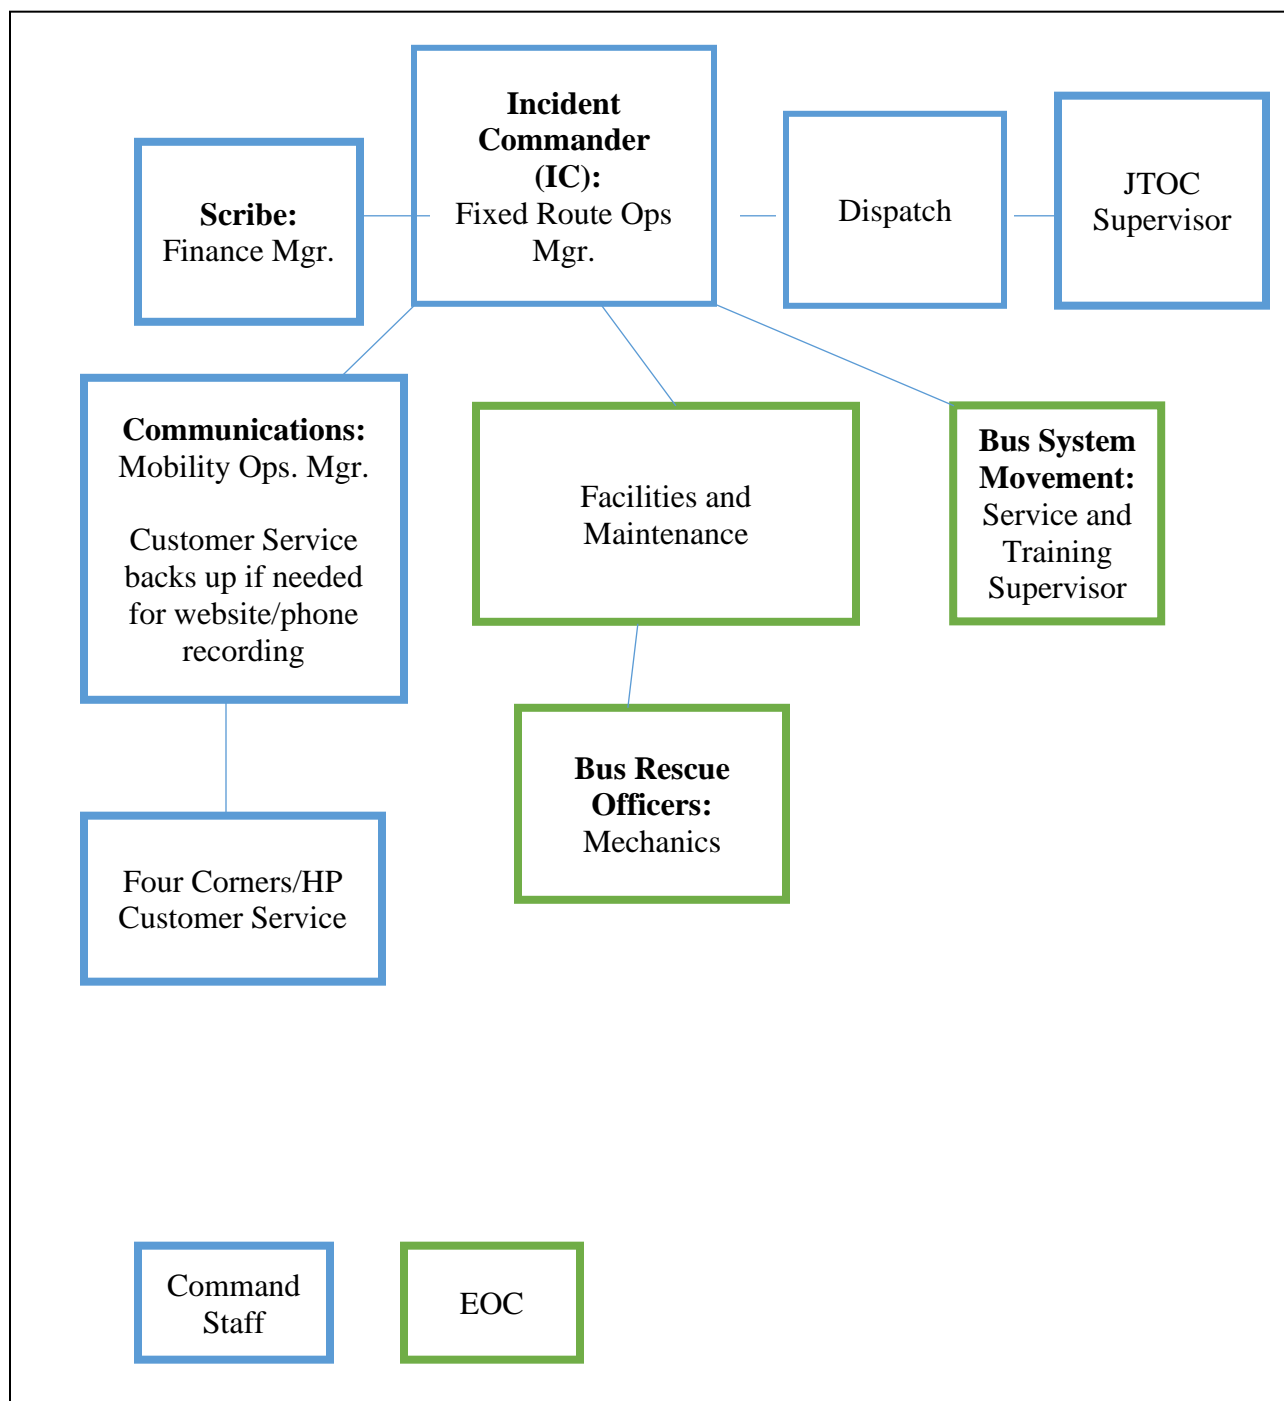 Incident
Commander
(IC):
Fixed Route Ops
Mgr.
Scribe:
Finance Mgr.
Dispatch
JTOC
Supervisor
Communications:
Mobility Ops. Mgr.
Customer Service
backs up if needed
for website/phone
recording
Facilities and
Maintenance
Bus System
Movement:
Service and
Training
Supervisor
Bus Rescue
Officers:
Mechanics
Four Corners/HP
Customer Service
Command
Staff
EOC